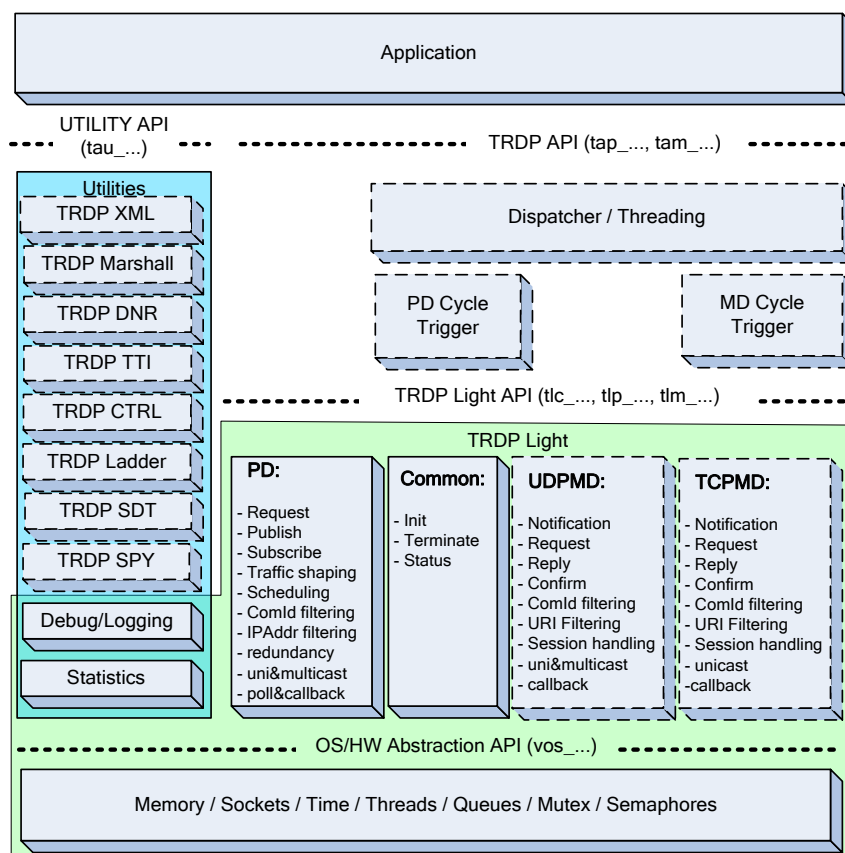 Application
UTILITY API
(tau_...)
TRDP API (tap_..., tam_...)
Utilities
TRDP XML
TRDP Marshall
TRDP DNR
TRDP TTI
TRDP CTRL
TRDP Ladder
TRDP SDT
TRDP SPY
Debug/Logging
Statistics
Dispatcher / Threading
PD Cycle
Trigger
MD Cycle
Trigger
TRDP Light API (tlc_..., tlp_..., tlm_...)
TRDP Light
PD:
- Request
- Publish
- Subscribe
- Traffic shaping
- Scheduling
- ComId filtering
- IPAddr filtering
- redundancy
- uni&multicast
- poll&callback
Common:
- Init
- Terminate
- Status
UDPMD:
- Notification
- Request
- Reply
- Confirm
- ComId filtering
- URI Filtering
- Session handling
- uni&multicast
- callback
TCPMD:
- Notification
- Request
- Reply
- Confirm
- ComId filtering
- URI Filtering
- Session handling
- unicast
-callback
OS/HW Abstraction API (vos_...)
Memory / Sockets / Time / Threads / Queues / Mutex / Semaphores